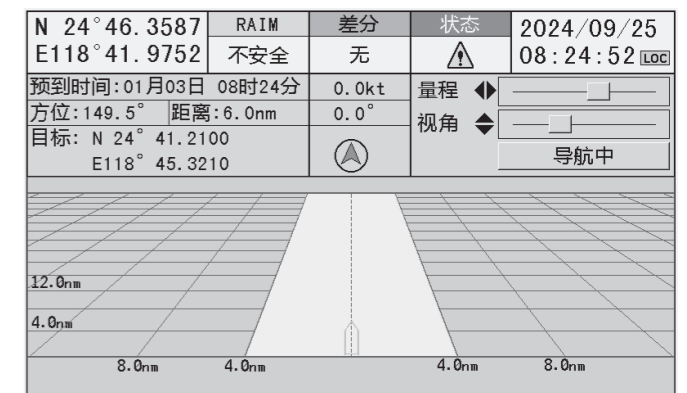 N 24°46.3587 RAIM 差分 状态 2024/09/25
E118°41.9752 不安全 无 08:24:52 LOC
预到时间:01月03日 08时24分 0.0kt 量程
方位:149.5° 距离:6.0nm 0.0° 视角
目标: N 24° 41.2100
E118° 45.3210 导航中
12.0nm
4.0nm
8.0nm 4.0nm 4.0nm 8.0nm